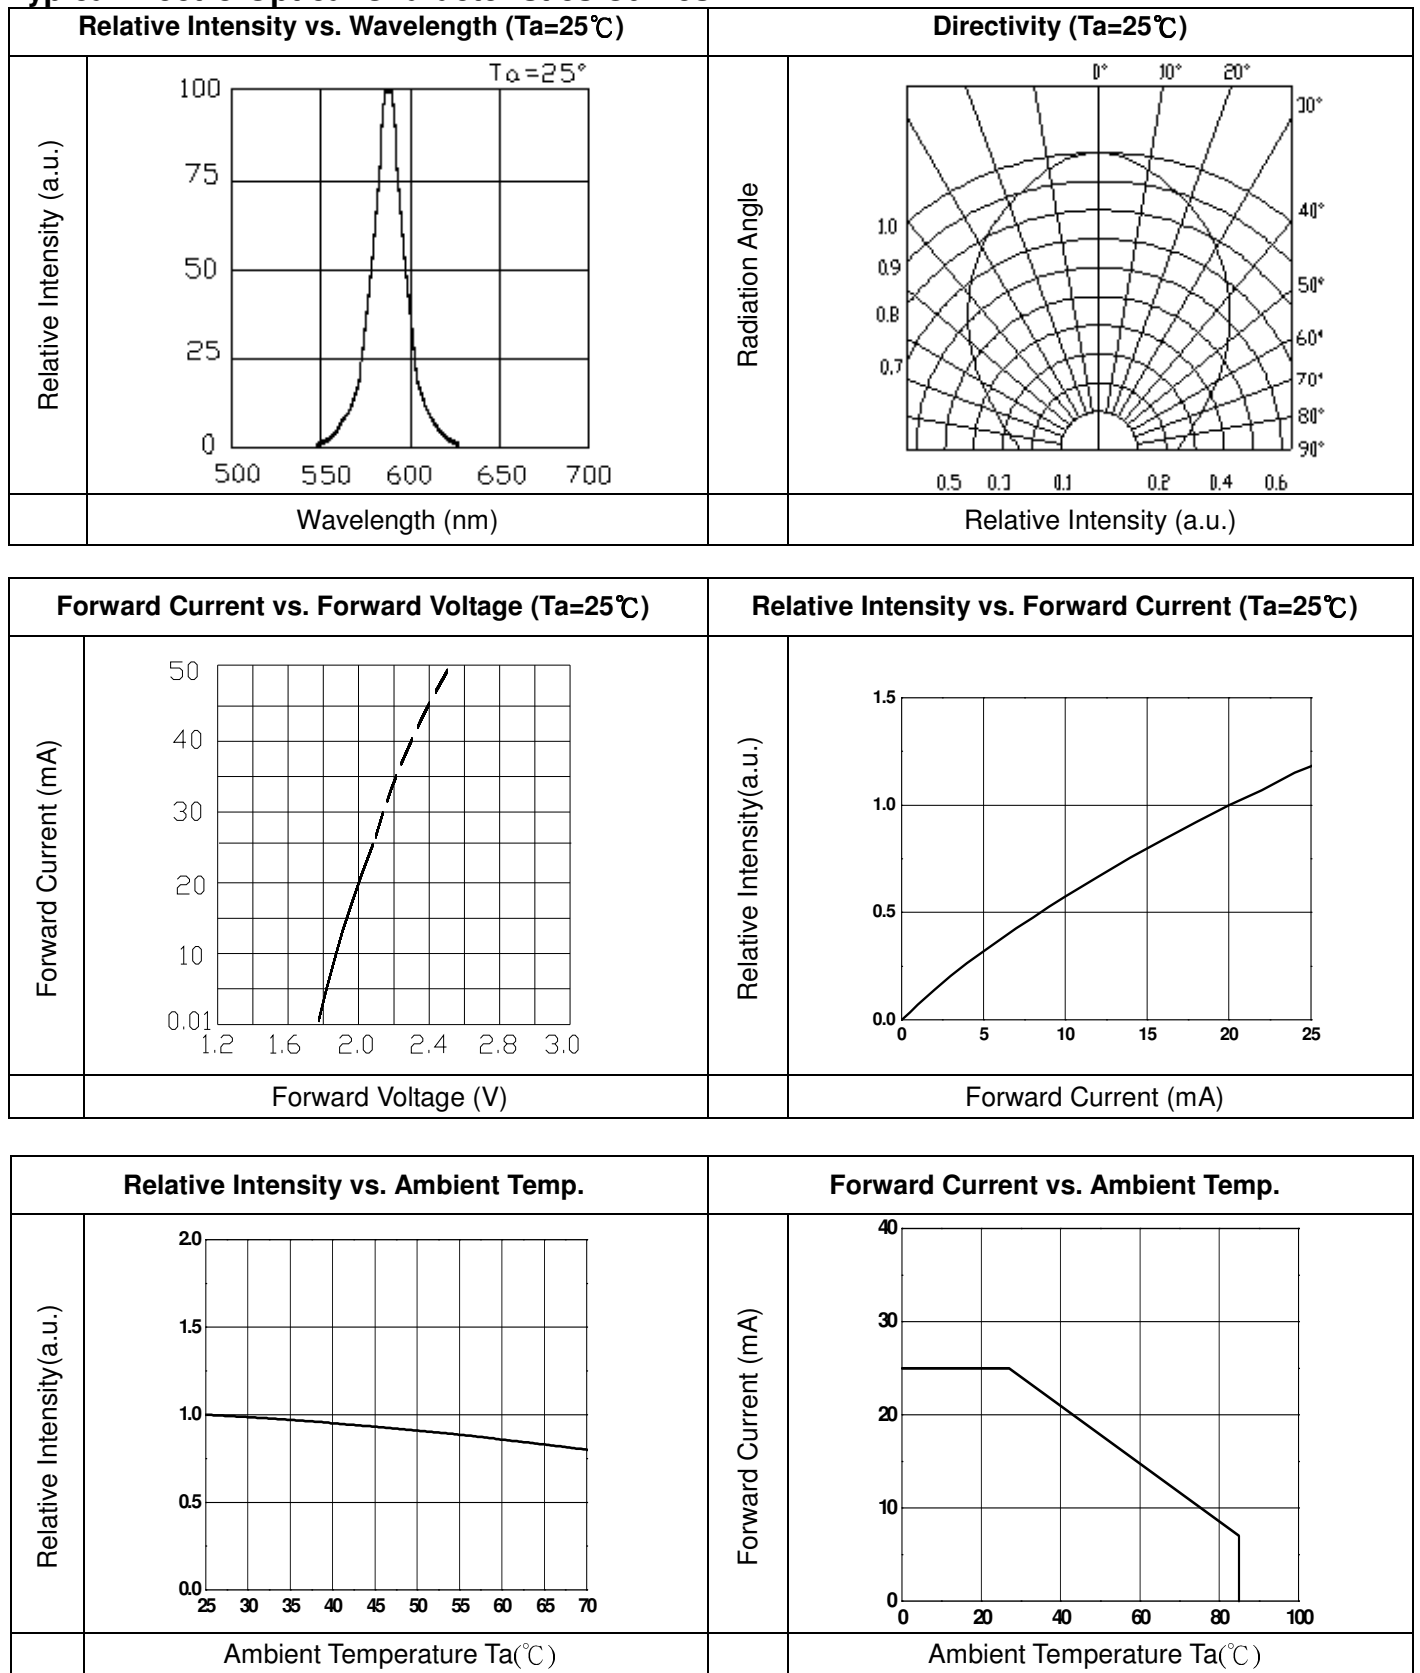 Relative Intensity vs. Wavelength (Ta=25℃)
Directivity (Ta=25℃)
Relative Intensity (a.u.)
Ta=25°
100
75
50
25
0
500 550 600 650 700
Wavelength (nm)
Radiation Angle
0° 10° 20°
30°
40°
50°
60°
70°
80°
90°
1.0
0.9
0.8
0.7
0.5 0.3 0.1 0.2 0.4 0.6
Relative Intensity (a.u.)
Forward Current vs. Forward Voltage (Ta=25℃)
Relative Intensity vs. Forward Current (Ta=25℃)
Forward Current (mA)
50
40
30
20
10
0.01
1.2 1.6 2.0 2.4 2.8 3.0
Forward Voltage (V)
Relative Intensity(a.u.)
1.5
1.0
0.5
0.0
0 5 10 15 20 25
Forward Current (mA)
Relative Intensity vs. Ambient Temp.
Forward Current vs. Ambient Temp.
Relative Intensity(a.u.)
2.0
1.5
1.0
0.5
0.0
25 30 35 40 45 50 55 60 65 70
Ambient Temperature Ta(℃)
Forward Current (mA)
40
30
20
10
0
0 20 40 60 80 100
Ambient Temperature Ta(℃)